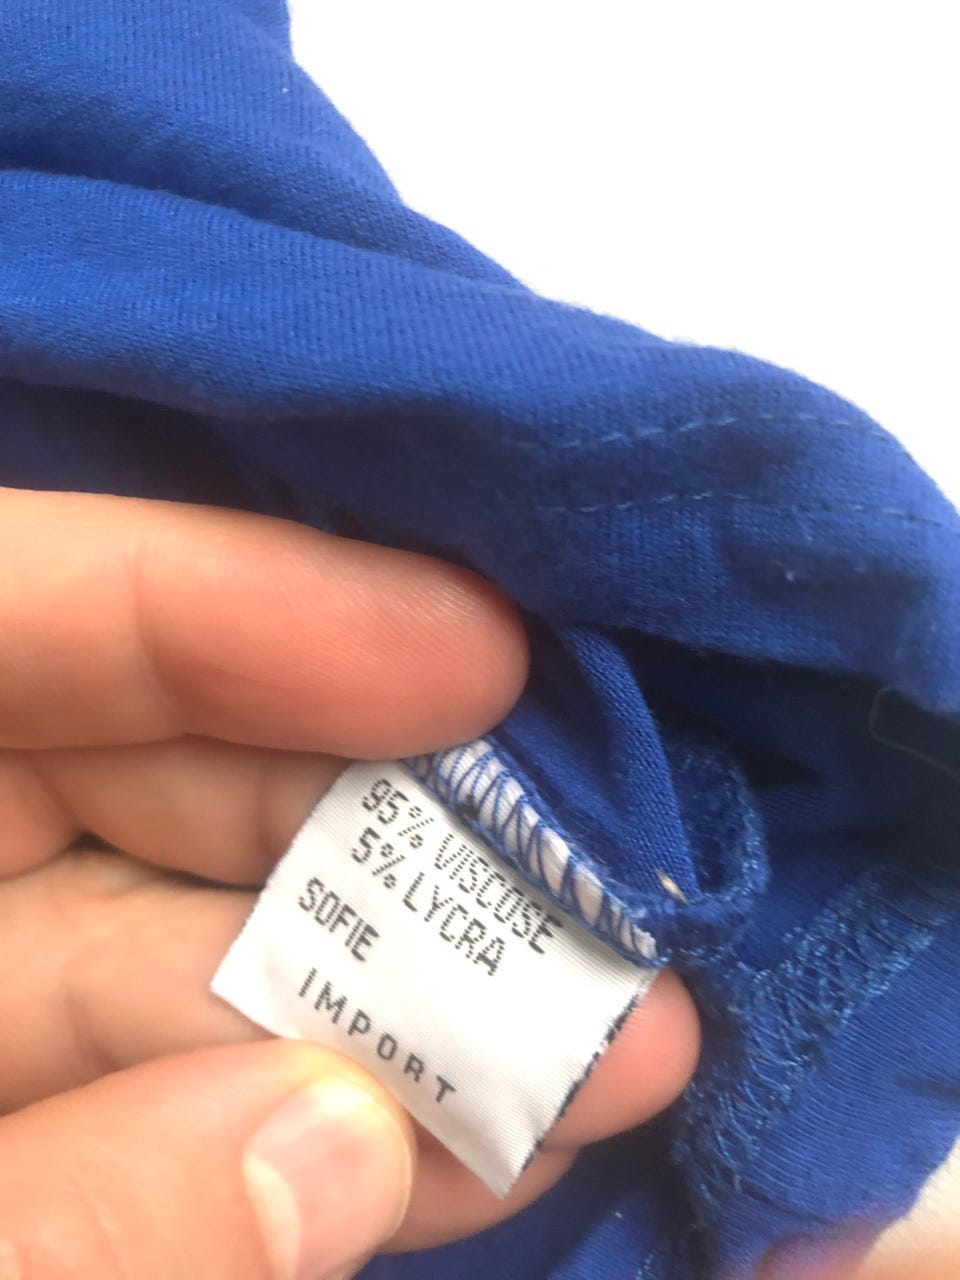 95% VISCOSE
5% LYCRA
SOFIE
IMPORT